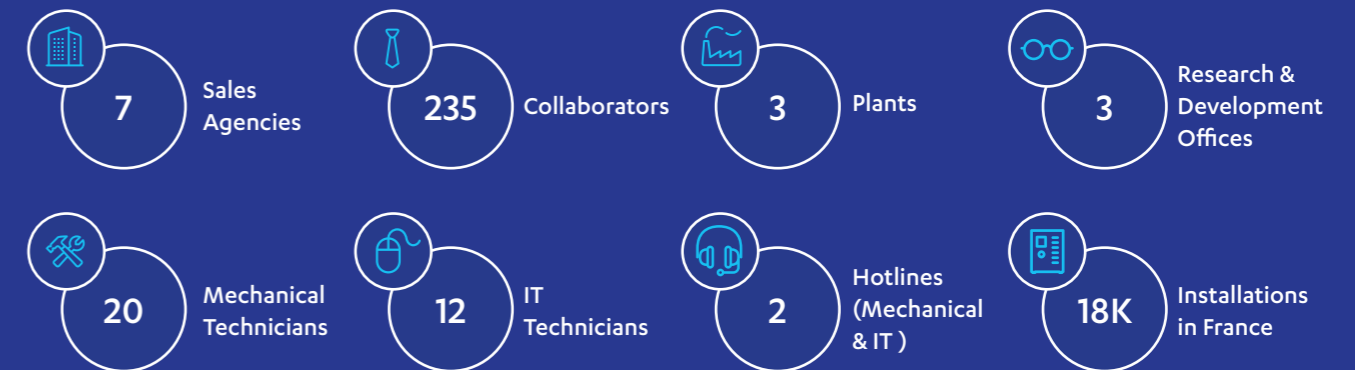 7
Sales
Agencies
235
Collaborators
3
Plants
3
Research &
Development
Offices
20
Mechanical
Technicians
12
IT
Technicians
2
Hotlines
(Mechanical
& IT )
18K
Installations
in France